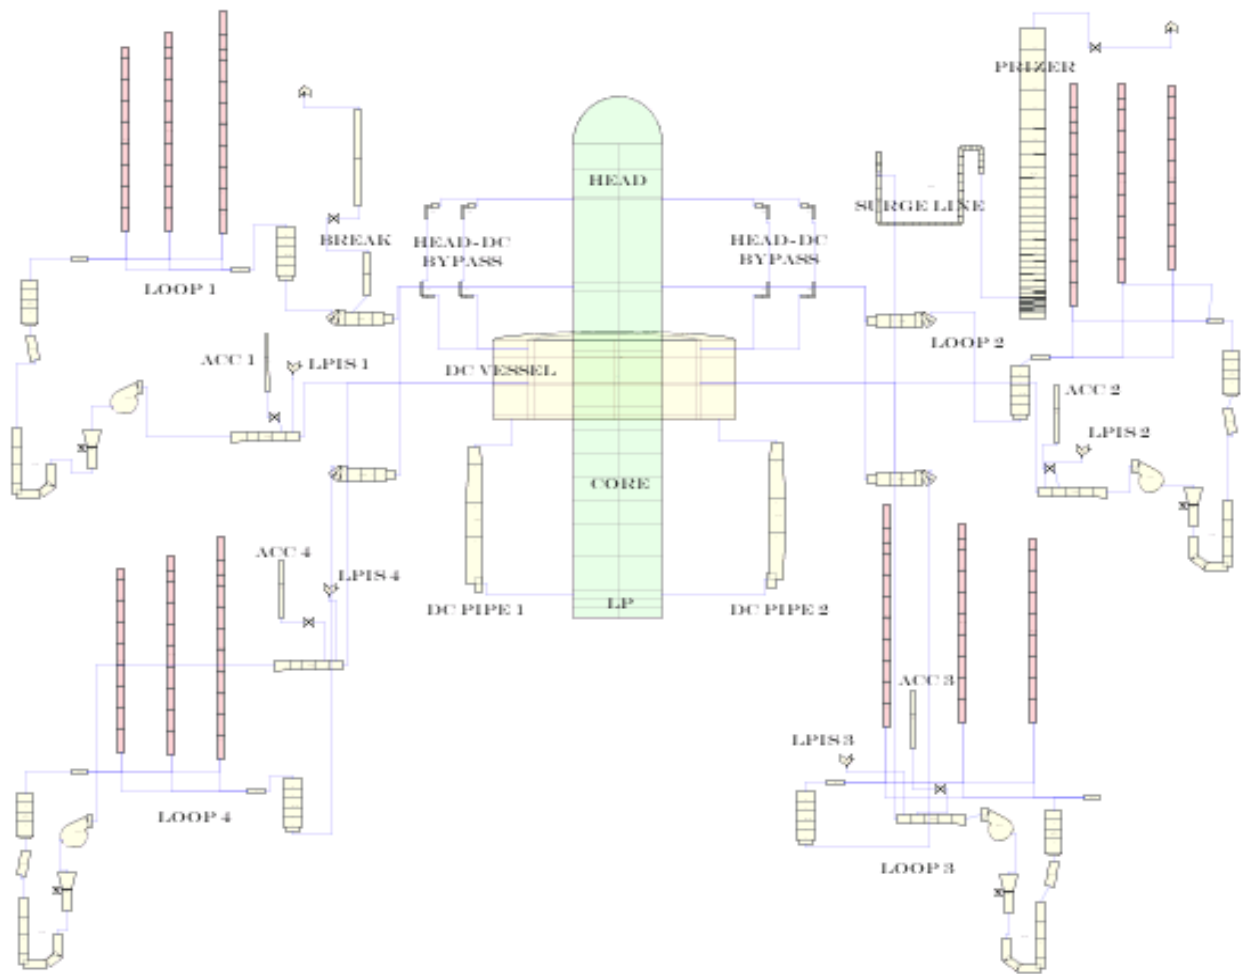 PRIZER
HEAD
SURGE LINE
BREAK
HEAD-DC
BYPASS
HEAD-DC
BYPASS
LOOP 1
LOOP 2
ACC 1
LPIS 1
DC VESSEL
ACC 2
LPIS 2
CORE
ACC 4
LPIS 4
DC PIPE 1
LP
DC PIPE 2
ACC 3
LPIS 3
LOOP 4
LOOP 3